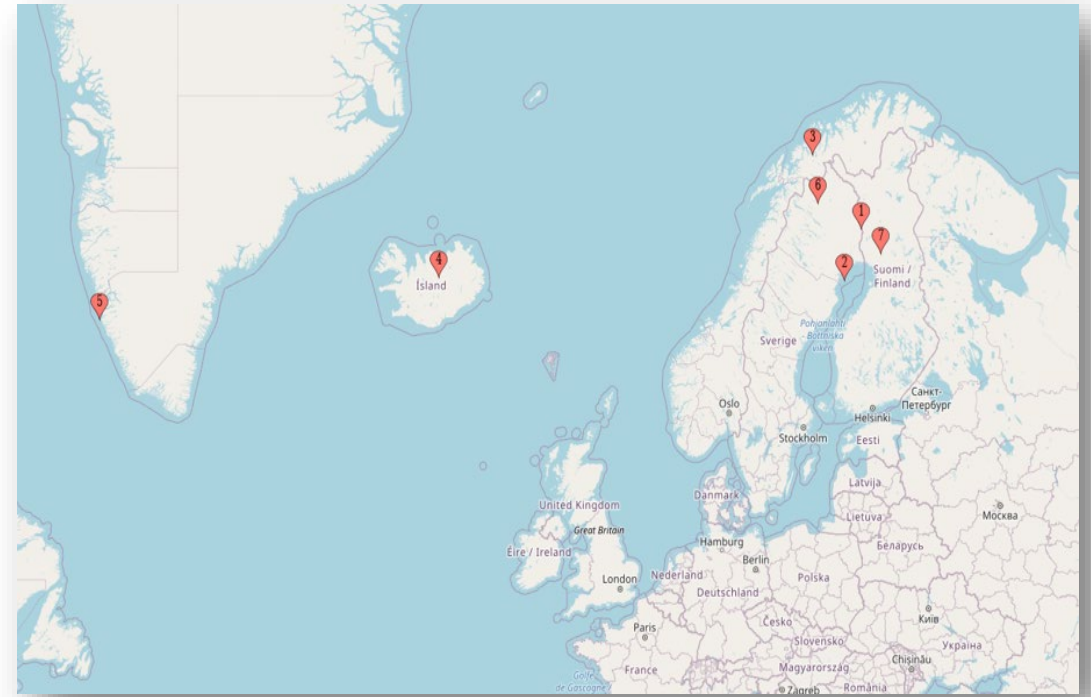 3
6
1
7
4
2
Ísland
Suomi /
Finland
5
Pohjanlahti
- Bottniska
viken
Sverige
Oslo
Санкт-
Петербург
Helsinki
Stockholm
Eesti
Latvija
Danmark
United Kingdom
Lietuva
Москва
Great Britain
Hamburg
Беларусь
Éire / Ireland
Berlin
London
Nederland
Polska
Deutschland
Київ
Paris
Česko
Slovensko
Україна
Chișinău
France
Magyarország
Golfe
de Gascogne
Zagreb
România